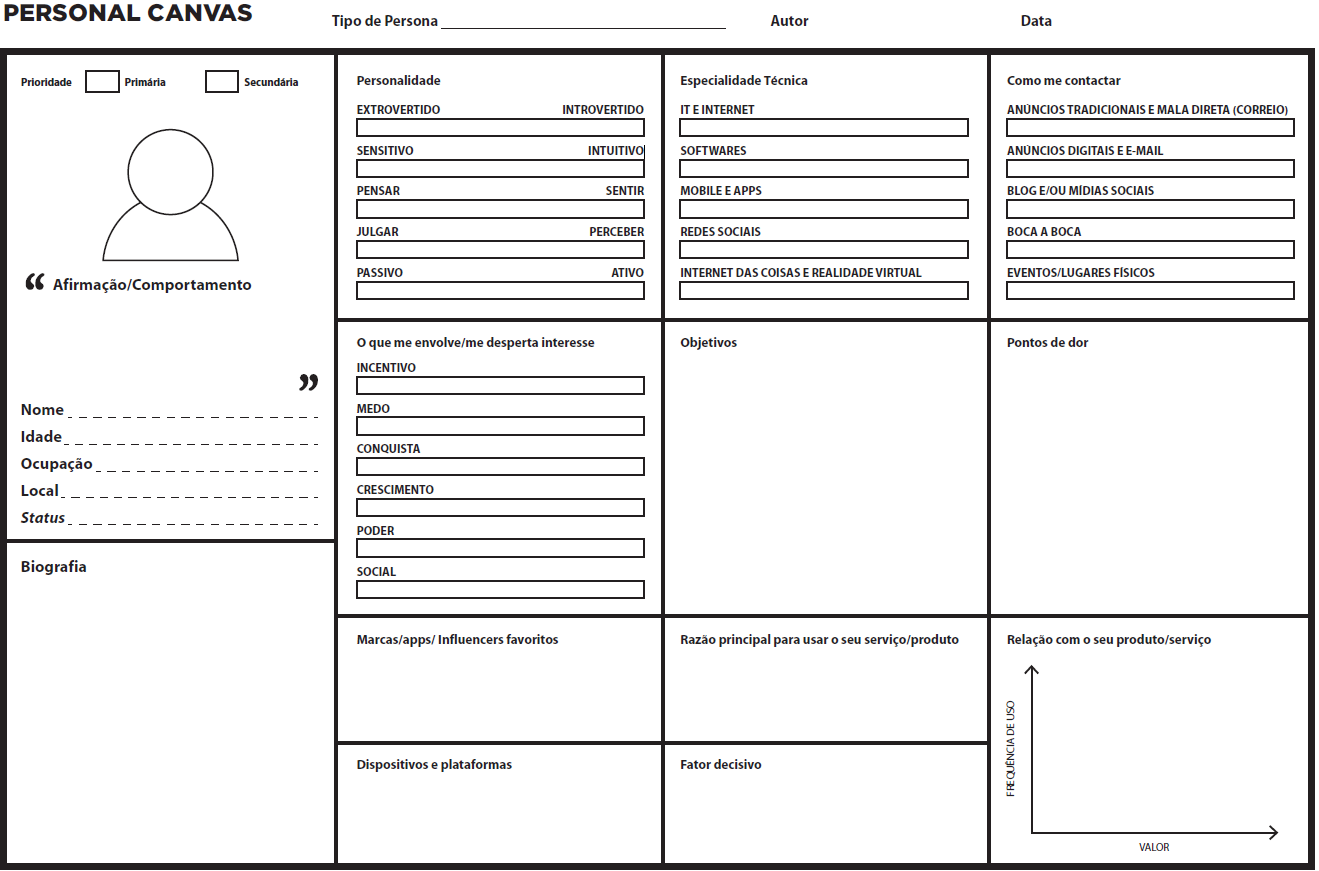 PERSONAL CANVAS
Tipo de Persona
Autor
Data
Prioridade
Primária
Secundária
“ Afirmação/Comportamento
”
Nome
Idade
Ocupação
Local
Status
Biografia
Personalidade
EXTROVERTIDO INTROVERTIDO
SENSITIVO INTUITIVO
PENSAR SENTIR
JULGAR PERCEBER
PASSIVO ATIVO
Especialidade Técnica
IT E INTERNET
SOFTWARES
MOBILE E APPS
REDES SOCIAIS
INTERNET DAS COISAS E REALIDADE VIRTUAL
Como me contactar
ANÚNCIOS TRADICIONAIS E MALA DIRETA (CORREIO)
ANÚNCIOS DIGITAIS E E-MAIL
BLOG E/OU MÍDIAS SOCIAIS
BOCA A BOCA
EVENTOS/LUGARES FÍSICOS
O que me envolve/me desperta interesse
INCENTIVO
MEDO
CONQUISTA
CRESCIMENTO
PODER
SOCIAL
Objetivos
Pontos de dor
Marcas/apps/ Influencers favoritos
Razão principal para usar o seu serviço/produto
Relação com o seu produto/serviço
FREQUÊNCIA DE USO
VALOR
Dispositivos e plataformas
Fator decisivo